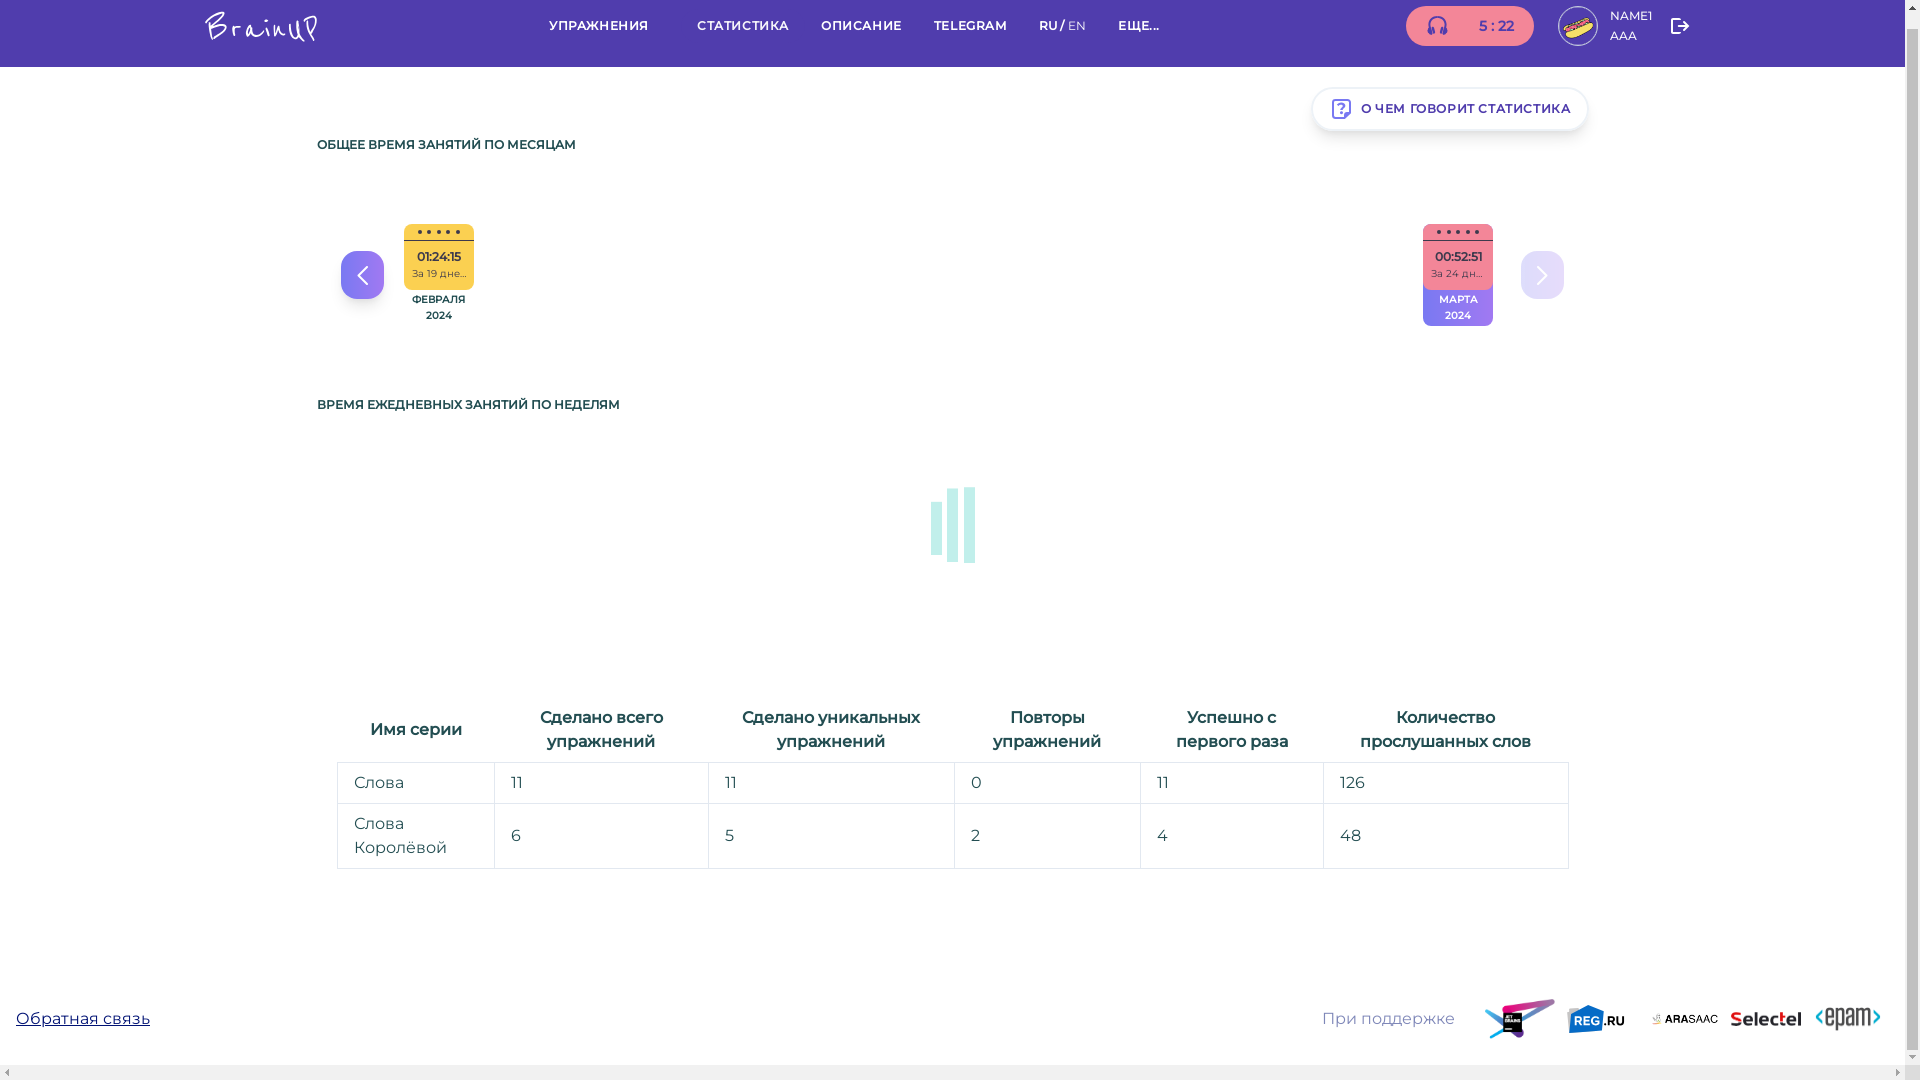 BrainUP
УПРАЖНЕНИЯ
СТАТИСТИКА
ОПИСАНИЕ
TELEGRAM
RU / EN
ЕЩЕ...
5 : 22
NAME1
AAA
О ЧЕМ ГОВОРИТ СТАТИСТИКА
ОБЩЕЕ ВРЕМЯ ЗАНЯТИЙ ПО МЕСЯЦАМ
01:24:15
За 19 дне...
ФЕВРАЛЯ
2024
00:52:51
За 24 дн...
МАРТА
2024
ВРЕМЯ ЕЖЕДНЕВНЫХ ЗАНЯТИЙ ПО НЕДЕЛЯМ
Имя серии
Сделано всего
упражнений
Сделано уникальных
упражнений
Повторы
упражнений
Успешно с
первого раза
Количество
прослушанных слов
Слова
11
11
0
11
126
Слова
Королёвой
6
5
2
4
48
Обратная связь
При поддержке
JET
BRAINS
REG.RU
ARASAAC
Selectel
<epam>